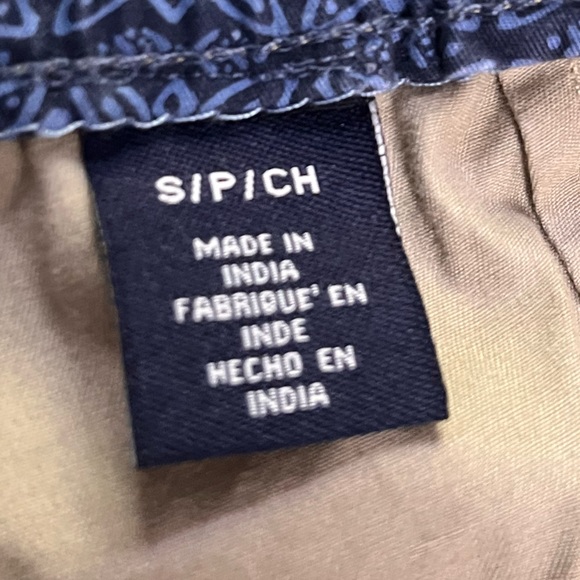 S/P/CH
MADE IN
INDIA
FABRIQUE' EN
INDE
HECHO EN
INDIA